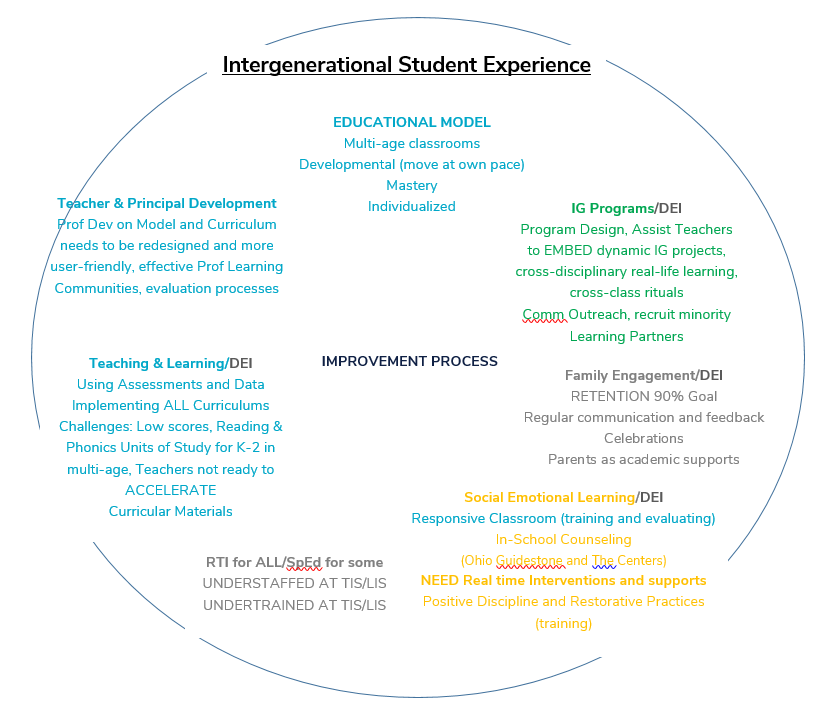 Intergenerational Student Experience
EDUCATIONAL MODEL
Multi-age classrooms
Developmental (move at own pace)
Mastery
Individualized
Teacher & Principal Development
Prof Dev on Model and Curriculum
needs to be redesigned and more
user-friendly, effective Prof Learning
Communities, evaluation processes
IG Programs/DEI
Program Design, Assist Teachers
to EMBED dynamic IG projects,
cross-disciplinary real-life learning,
cross-class rituals
Comm Outreach, recruit minority
Learning Partners
Teaching & Learning/DEI
Using Assessments and Data
Implementing ALL Curriculums
Challenges: Low scores, Reading &
Phonics Units of Study for K-2 in
multi-age, Teachers not ready to
ACCELERATE
Curricular Materials
IMPROVEMENT PROCESS
Family Engagement/DEI
RETENTION 90% Goal
Regular communication and feedback
Celebrations
Parents as academic supports
Social Emotional Learning/DEI
Responsive Classroom (training and evaluating)
In-School Counseling
(Ohio Guidestone and The Centers)
NEED Real time Interventions and supports
Positive Discipline and Restorative Practices
(training)
RTI for ALL/SpEd for some
UNDERSTAFFED AT TIS/LIS
UNDERTRAINED AT TIS/LIS